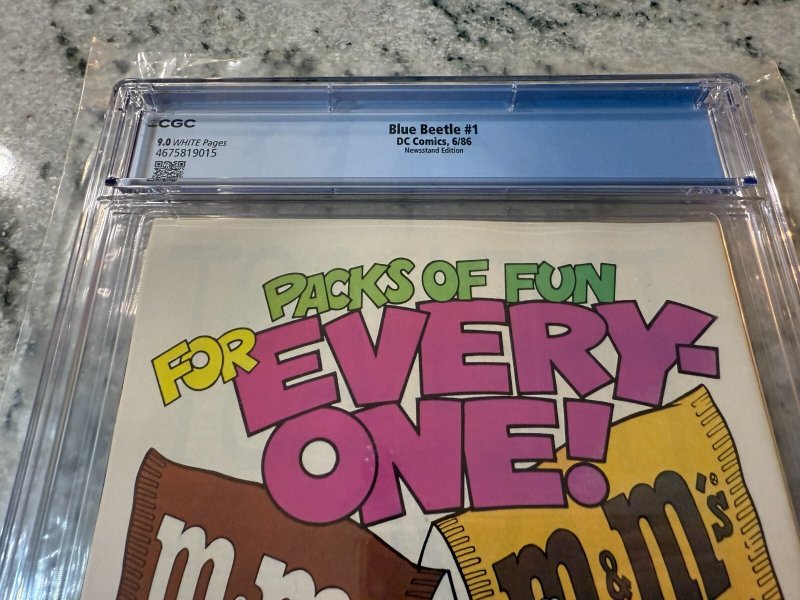 CGC
Blue Beetle #1
9.0 WHITE Pages
DC Comics, 6/86
4675819015
Newsstand Edition
PACKS OF FUN
FOR EVERY-
ONE!
m&m
m&m's